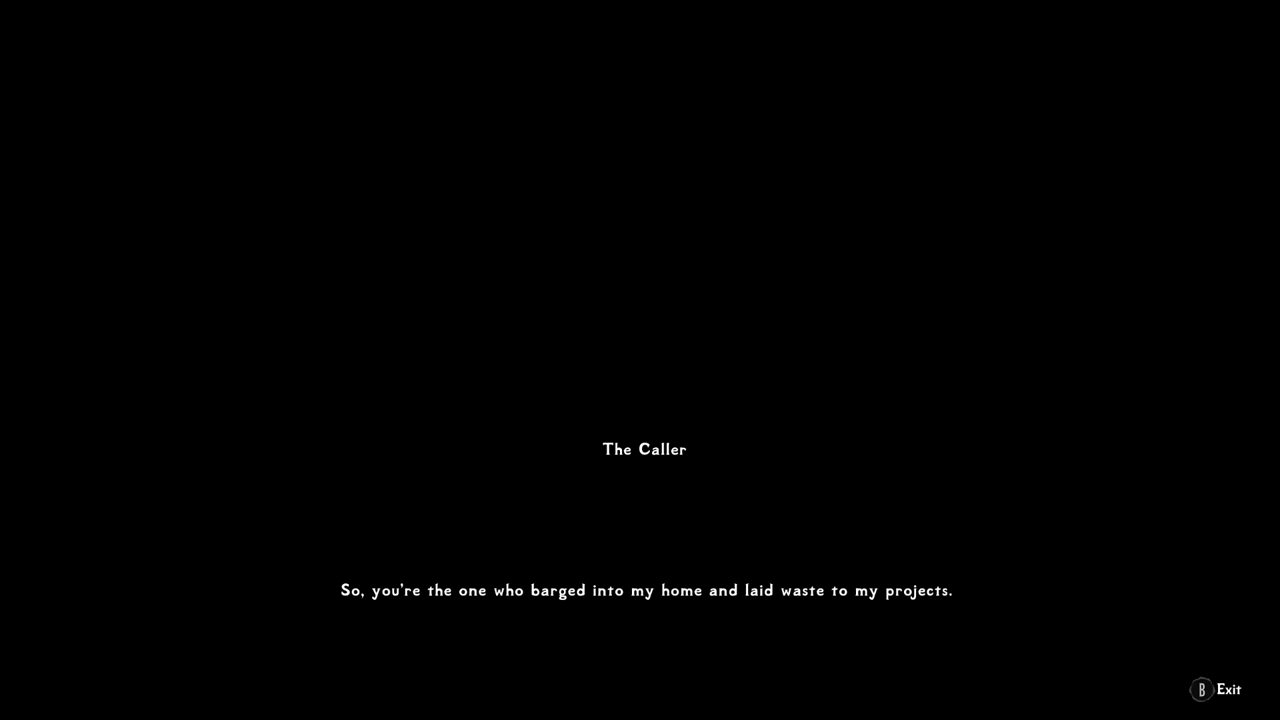 The Caller
So, you're the one who barged into my home and laid waste to my projects.
B Exit